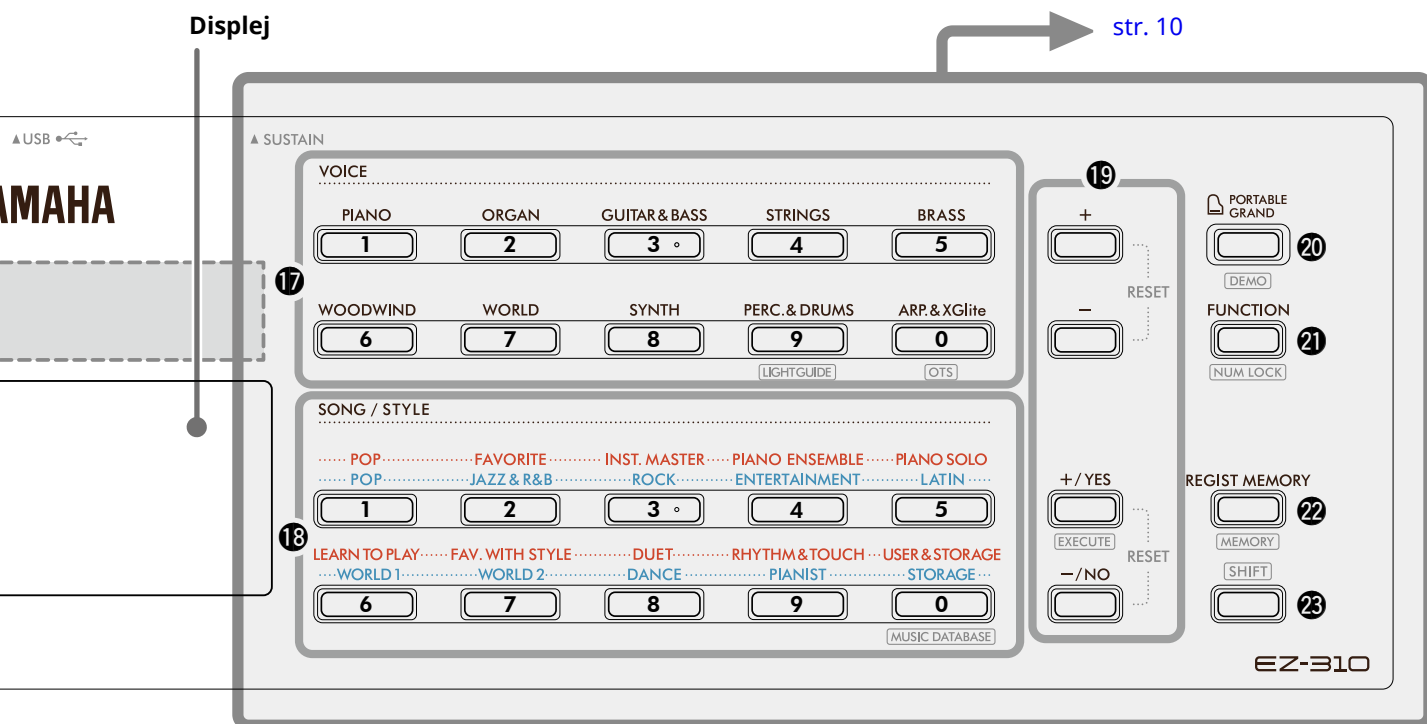 Displej
str. 10
▲USB
▲ SUSTAIN
AMAHA
VOICE
PIANO ORGAN GUITAR & BASS STRINGS BRASS
1 2 3 4 5
⓱
WOODWIND WORLD SYNTH PERC. & DRUMS ARP. & XGlite
6 7 8 9 0
LIGHTGUIDE OTS
SONG / STYLE
POP FAVORITE INST. MASTER PIANO ENSEMBLE PIANO SOLO
POP JAZZ & R&B ROCK ENTERTAINMENT LATIN
1 2 3 4 5
⓲
LEARN TO PLAY FAV. WITH STYLE DUET RHYTHM & TOUCH USER & STORAGE
WORLD 1 WORLD 2 DANCE PIANIST STORAGE
6 7 8 9 0
MUSIC DATABASE
⓳
+
RESET
−
+/YES
EXECUTE
RESET
−/NO
PORTABLE
GRAND
⓴
DEMO
FUNCTION
㉑
NUM LOCK
REGIST MEMORY
㉒
MEMORY
SHIFT
㉓
EZ-310